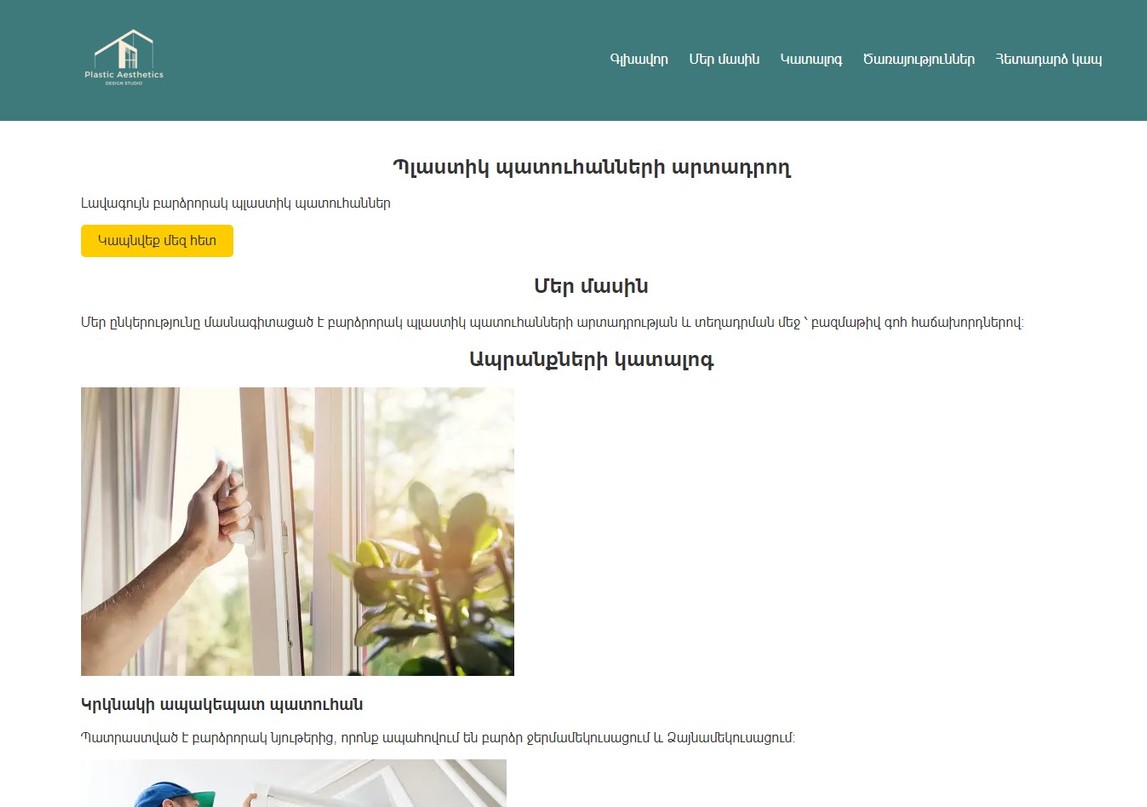 Plastic Aesthetics
DESIGN STUDIO
Գլխավոր Մեր մասին Կատալոգ Ծառայություններ Հետադարձ կապ
Պլաստիկ պատուհանների արտադրող
Լավագույն բարձրորակ պլաստիկ պատուհաններ
Կապնվեք մեզ հետ
Մեր մասին
Մեր ընկերությունը մասնագիտացած է բարձրորակ պլաստիկ պատուհանների արտադրության և տեղադրման մեջ ՝ բազմաթիվ գոհ հաճախորդներով:
Ապրանքների կատալոգ
Կրկնակի ապակեպատ պատուհան
Պատրաստված է բարձրորակ նյութերից, որոնք ապահովում են բարձր ջերմամեկուսացում և Ձայնամեկուսացում: